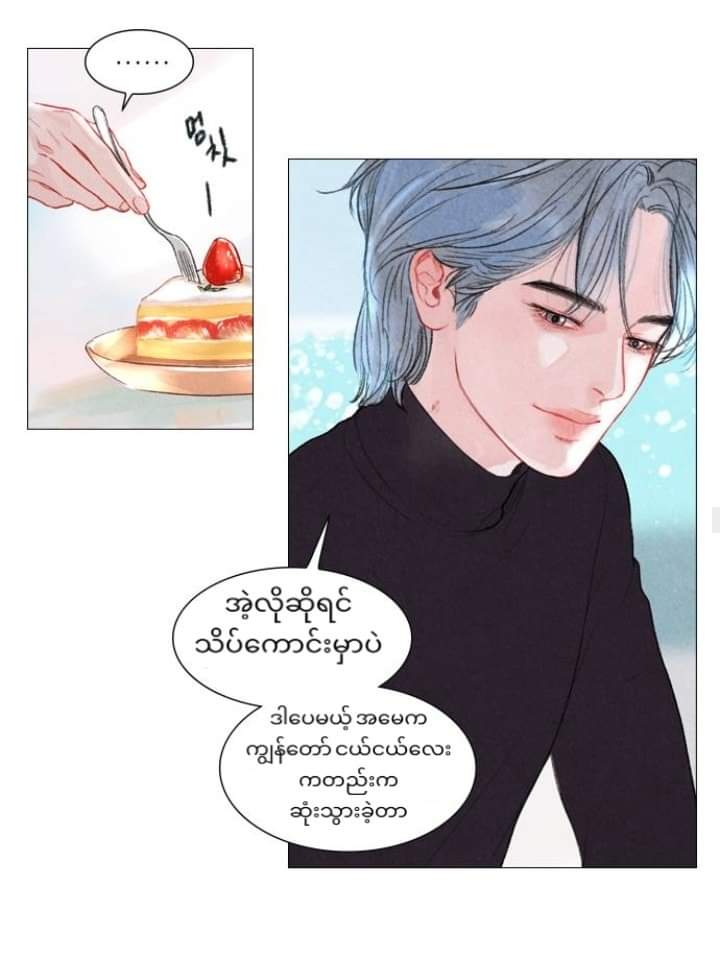 ......
멈칫
အဲ့လိုဆိုရင်
သိပ်ကောင်းမှာပဲ
ဒါပေမယ့် အမေက
ကျွန်တော် ငယ်ငယ်လေး
ကတည်းက
ဆုံးသွားခဲ့တာ